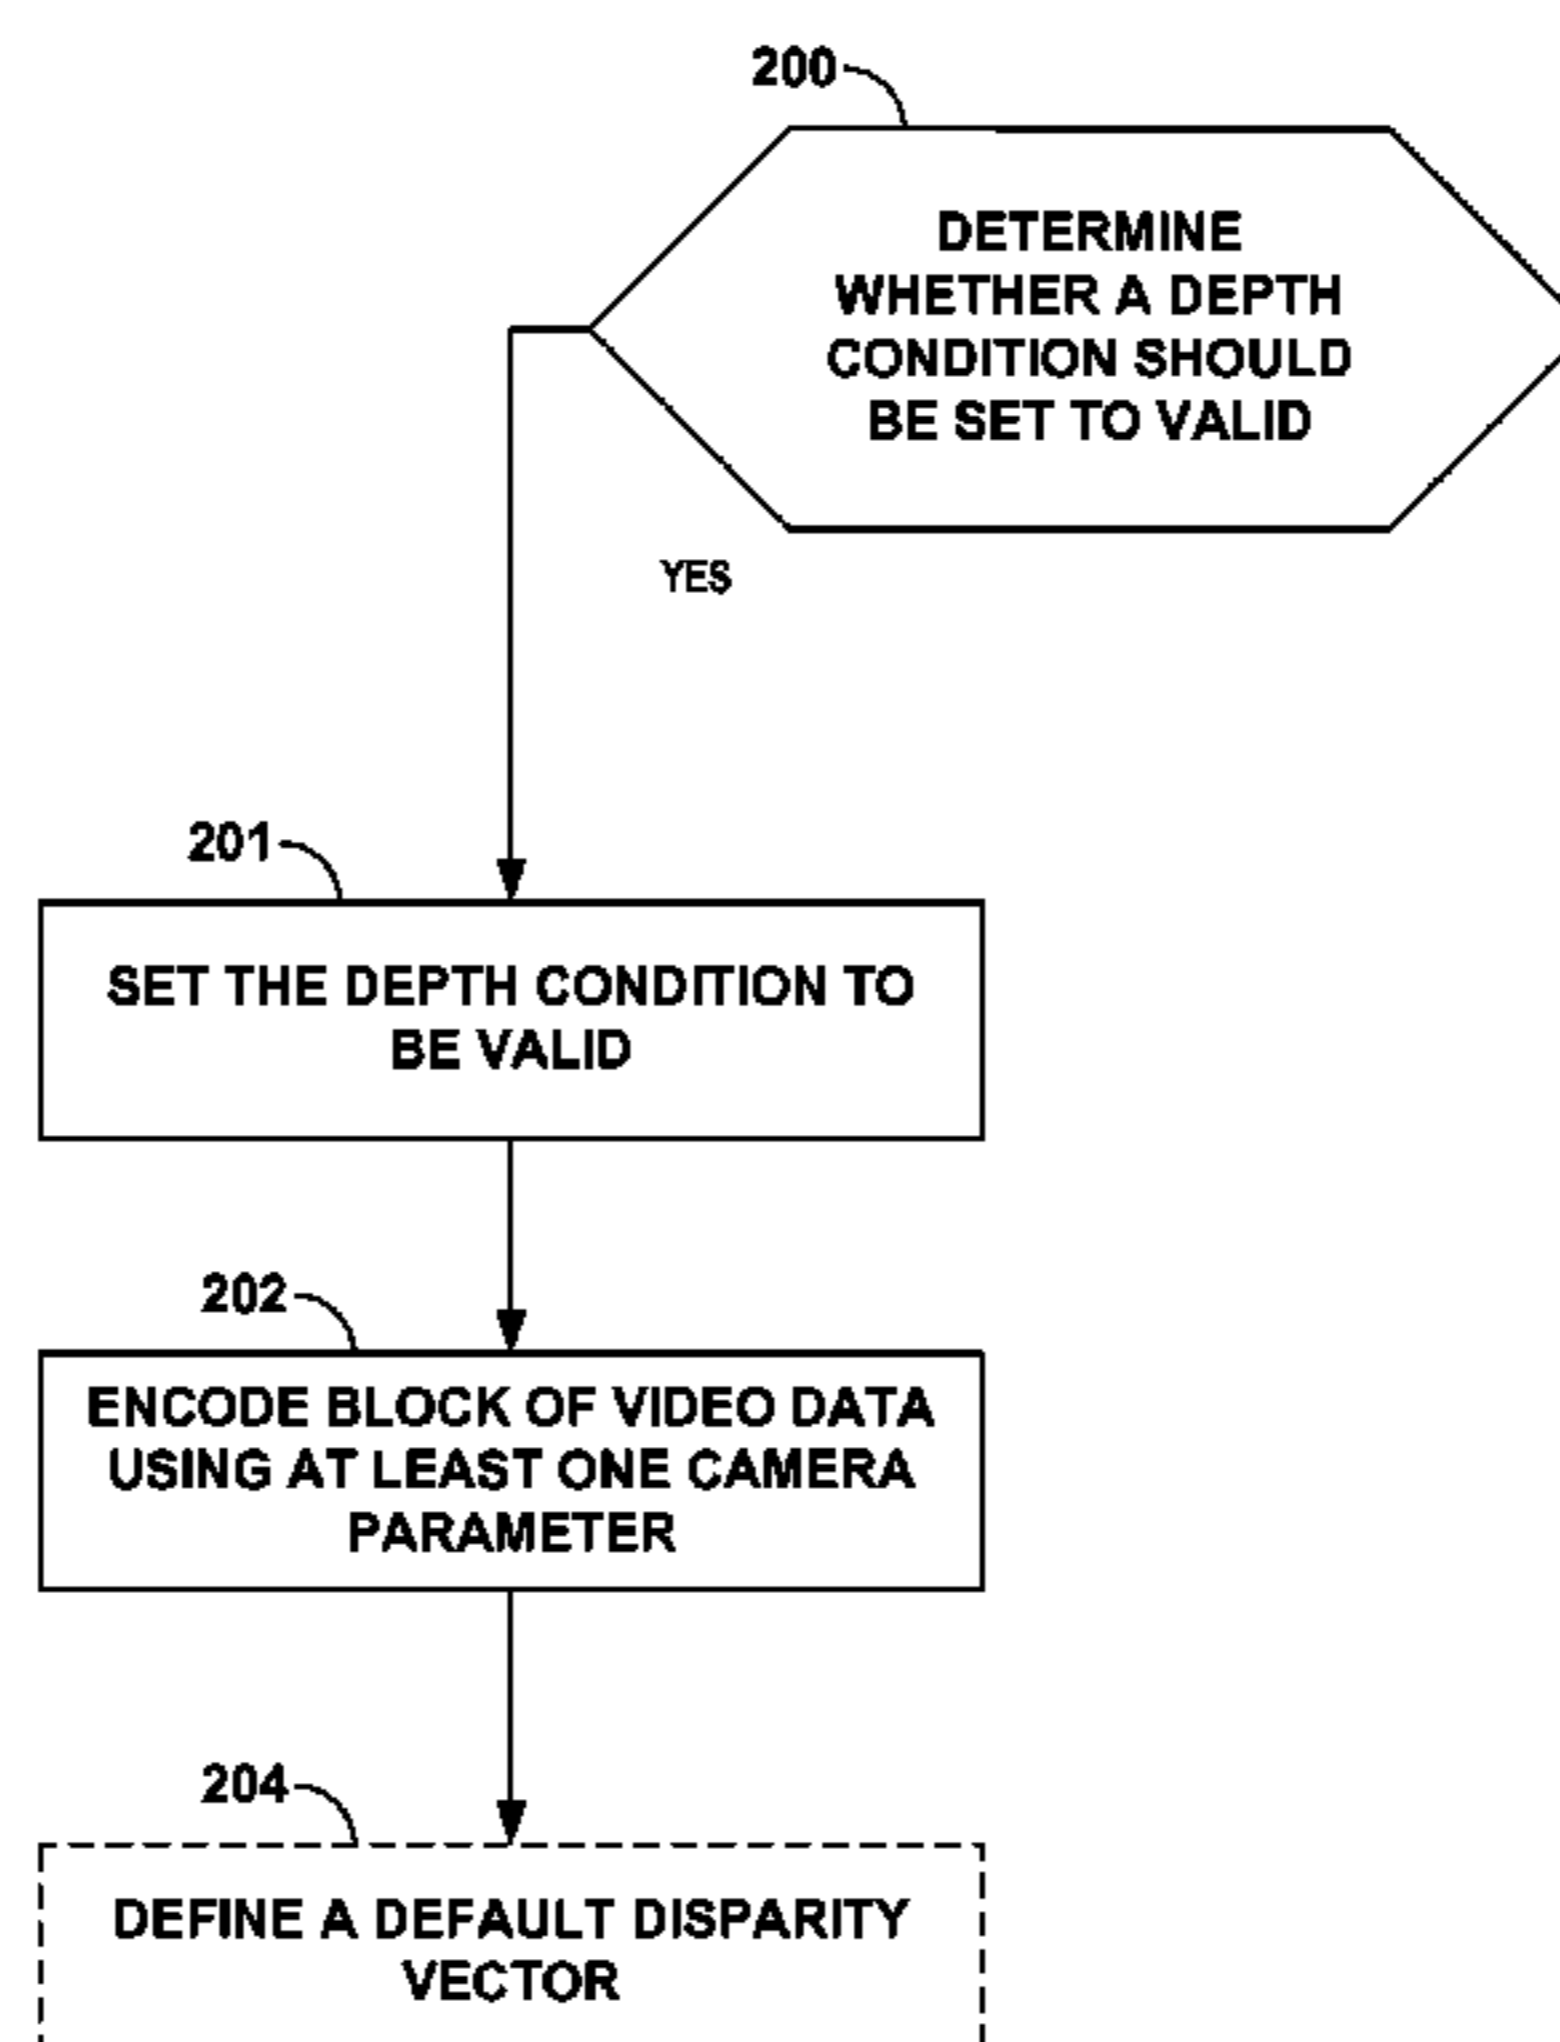 200
DETERMINE
WHETHER A DEPTH
CONDITION SHOULD
BE SET TO VALID
YES
201
SET THE DEPTH CONDITION TO
BE VALID
202
ENCODE BLOCK OF VIDEO DATA
USING AT LEAST ONE CAMERA
PARAMETER
204
DEFINE A DEFAULT DISPARITY
VECTOR